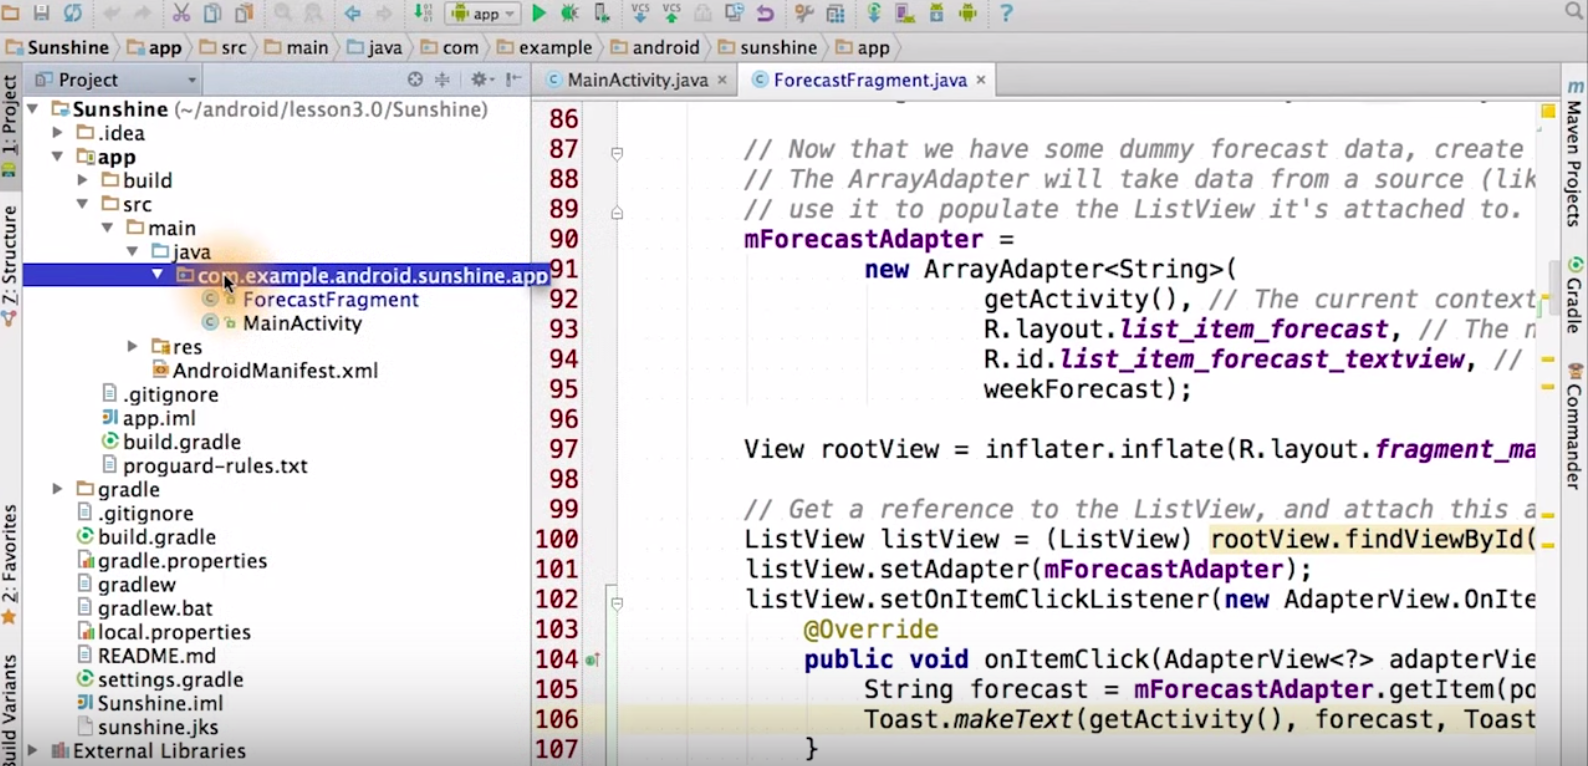 app
Sunshine app src main java com example android sunshine app
1: Project
Z: Structure
2: Favorites
Build Variants
Project
Sunshine (~/android/lesson3.0/Sunshine)
.idea
app
build
src
main
java
com.example.android.sunshine.app
ForecastFragment
MainActivity
res
AndroidManifest.xml
.gitignore
app.iml
build.gradle
proguard-rules.txt
gradle
.gitignore
build.gradle
gradle.properties
gradlew
gradlew.bat
local.properties
README.md
settings.gradle
Sunshine.iml
sunshine.jks
External Libraries
MainActivity.java ForecastFragment.java
86
87 // Now that we have some dummy forecast data, create
88 // The ArrayAdapter will take data from a source (lik
89 // use it to populate the ListView it's attached to.
90 mForecastAdapter =
91 new ArrayAdapter<String>(
92 getActivity(), // The current context
93 R.layout.list_item_forecast, // The n
94 R.id.list_item_forecast_textview, //
95 weekForecast);
96
97 View rootView = inflater.inflate(R.layout.fragment_ma
98
99 // Get a reference to the ListView, and attach this a
100 ListView listView = (ListView) rootView.findViewById(
101 listView.setAdapter(mForecastAdapter);
102 listView.setOnItemClickListener(new AdapterView.OnIte
103 @Override
104 public void onItemClick(AdapterView<?> adapterVie
105 String forecast = mForecastAdapter.getItem(po
106 Toast.makeText(getActivity(), forecast, Toast
107 }
Maven Projects
Gradle
Commander